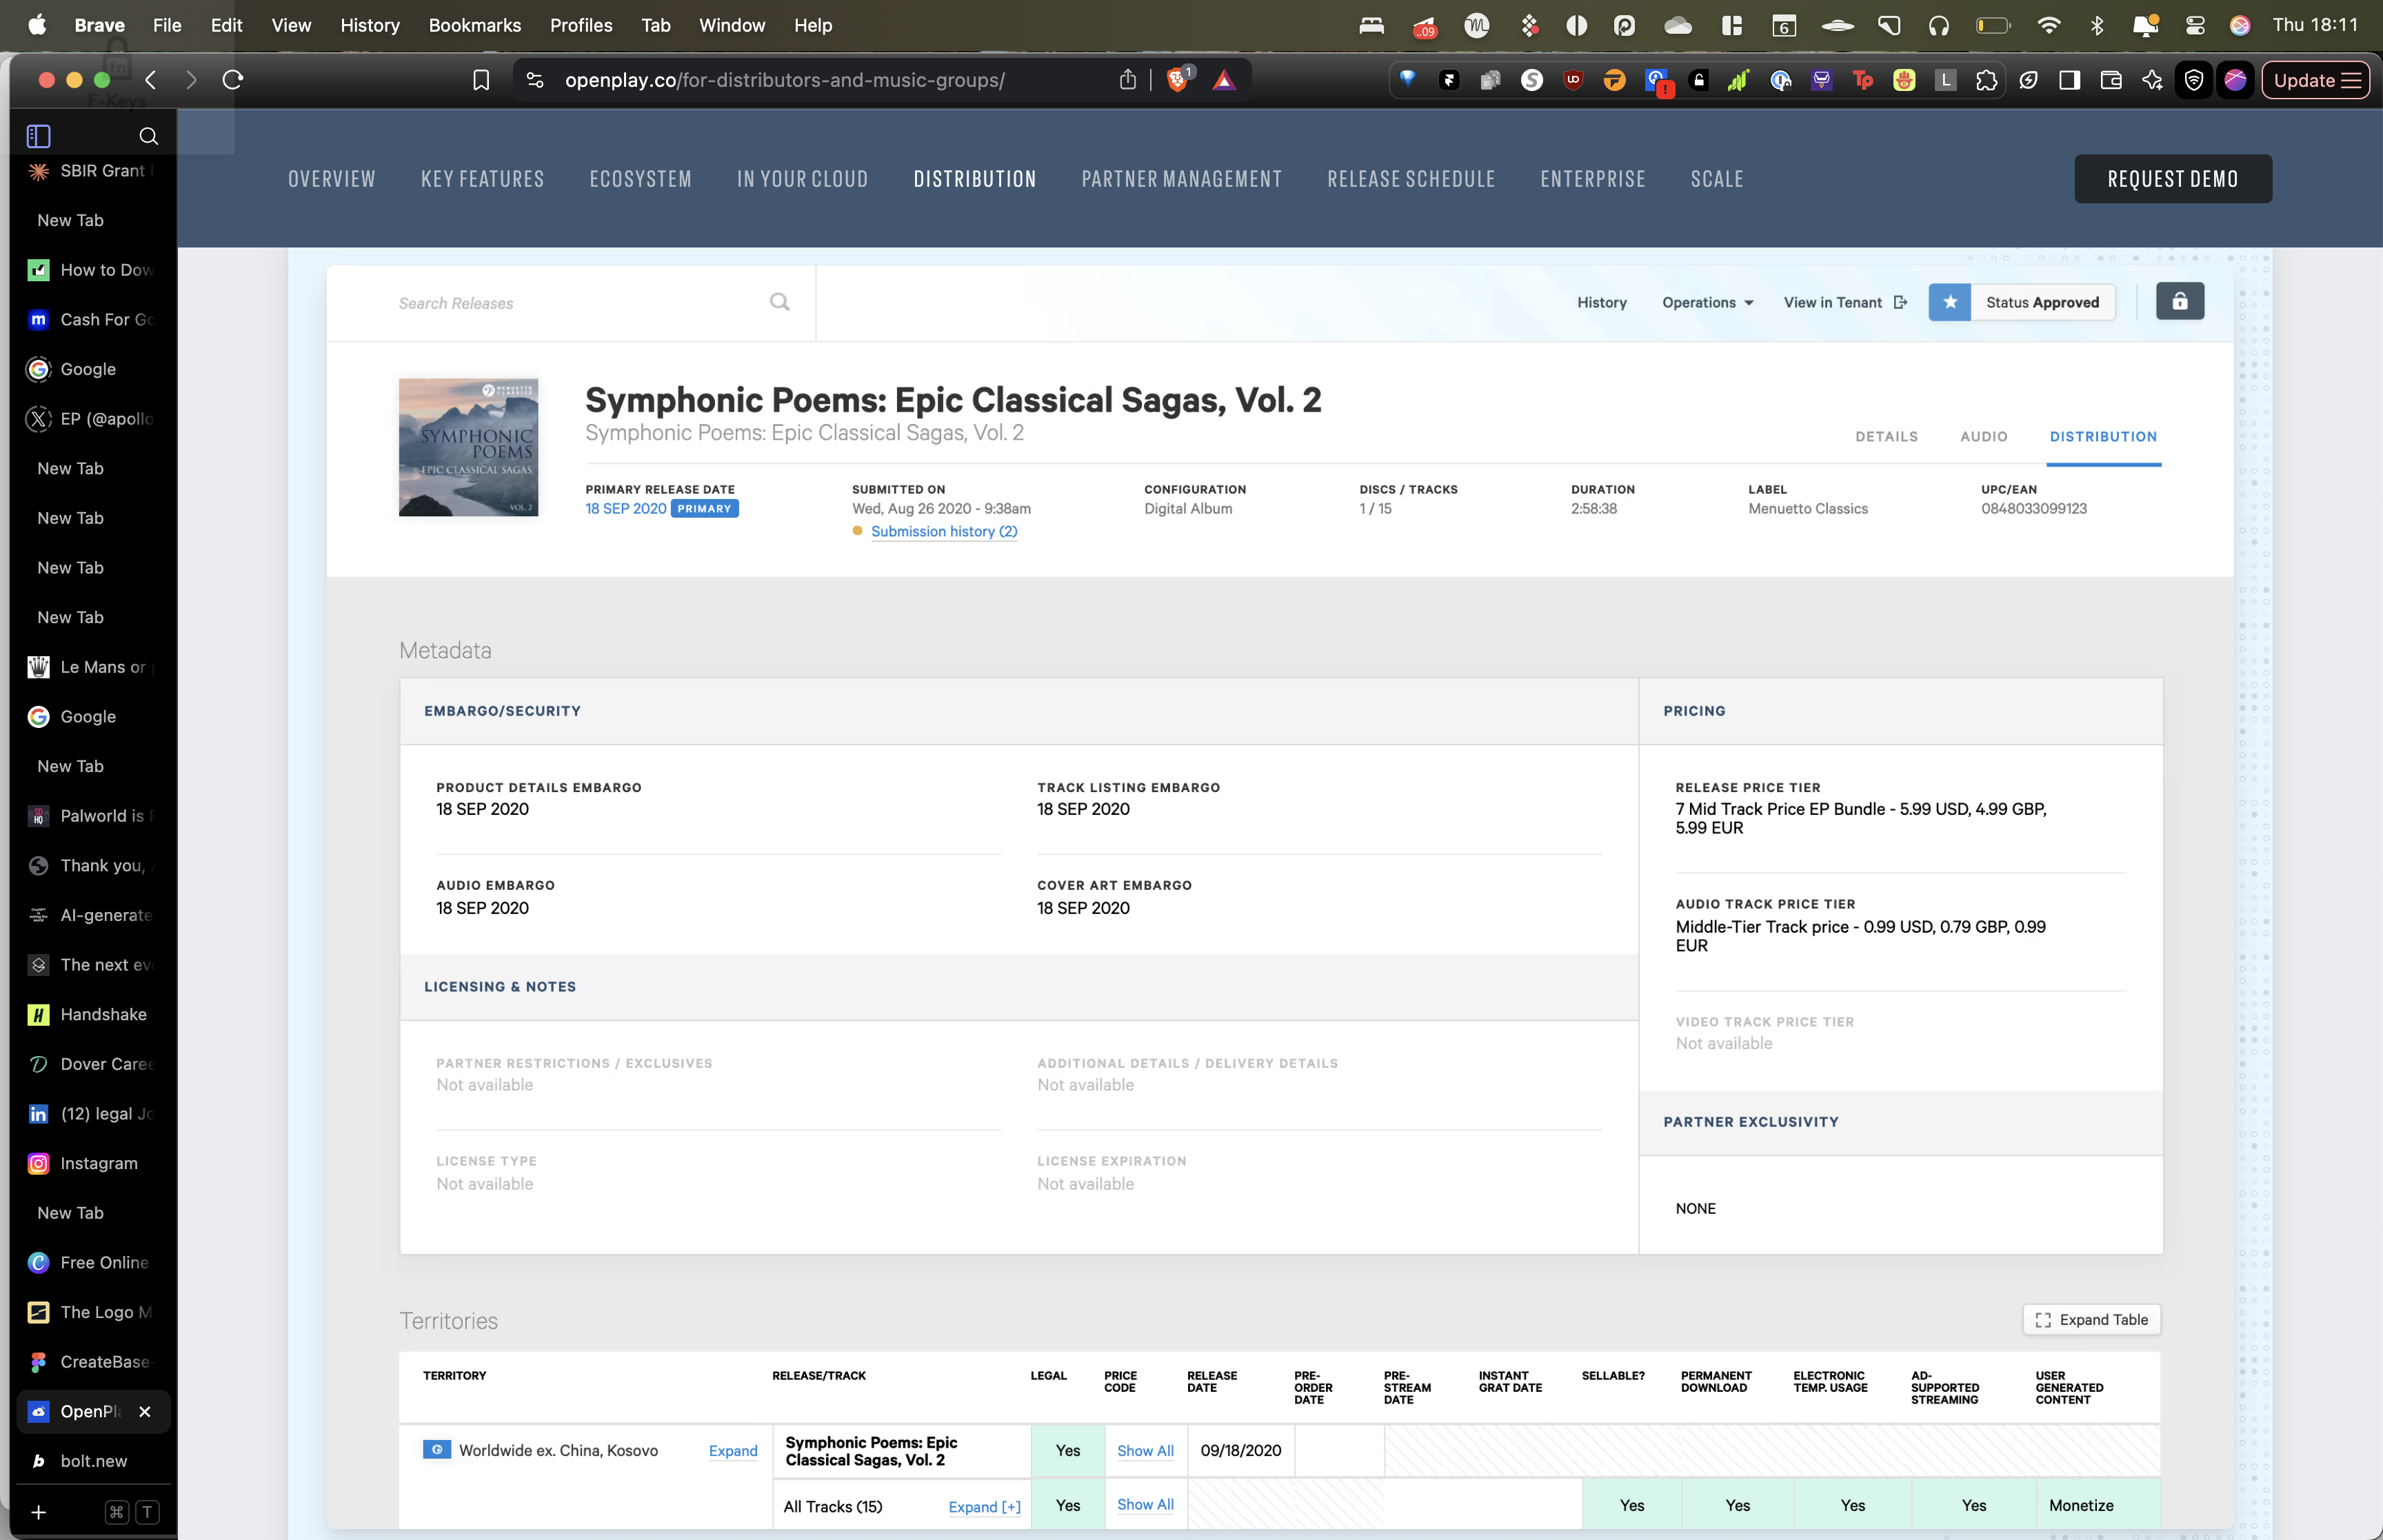 Brave File Edit View History Bookmarks Profiles Tab Window Help
.09
6
Thu 18:11
openplay.co/for-distributors-and-music-groups/
1
Update
fn
F-Keys
SBIR Grant
New Tab
How to Dow
Cash For Go
Google
EP (@apollo
New Tab
New Tab
New Tab
New Tab
Le Mans or
Google
New Tab
Palworld is
Thank you,
AI-generate
The next eve
Handshake
Dover Caree
(12) legal Jo
Instagram
New Tab
Free Online
The Logo M
CreateBase-
OpenPla
bolt.new
⌘ T
OVERVIEW KEY FEATURES ECOSYSTEM IN YOUR CLOUD DISTRIBUTION PARTNER MANAGEMENT RELEASE SCHEDULE ENTERPRISE SCALE
REQUEST DEMO
Search Releases
History Operations View in Tenant Status Approved
MENUETTO CLASSICS
SYMPHONIC
POEMS
EPIC CLASSICAL SAGAS
VOL. 2
Symphonic Poems: Epic Classical Sagas, Vol. 2
Symphonic Poems: Epic Classical Sagas, Vol. 2
DETAILS AUDIO DISTRIBUTION
PRIMARY RELEASE DATE SUBMITTED ON CONFIGURATION DISCS / TRACKS DURATION LABEL UPC/EAN
18 SEP 2020 PRIMARY Wed, Aug 26 2020 - 9:38am Digital Album 1 / 15 2:58:38 Menuetto Classics 0848033099123
Submission history (2)
Metadata
EMBARGO/SECURITY
PRODUCT DETAILS EMBARGO
18 SEP 2020
TRACK LISTING EMBARGO
18 SEP 2020
AUDIO EMBARGO
18 SEP 2020
COVER ART EMBARGO
18 SEP 2020
LICENSING & NOTES
PARTNER RESTRICTIONS / EXCLUSIVES
Not available
ADDITIONAL DETAILS / DELIVERY DETAILS
Not available
LICENSE TYPE
Not available
LICENSE EXPIRATION
Not available
PRICING
RELEASE PRICE TIER
7 Mid Track Price EP Bundle - 5.99 USD, 4.99 GBP,
5.99 EUR
AUDIO TRACK PRICE TIER
Middle-Tier Track price - 0.99 USD, 0.79 GBP, 0.99
EUR
VIDEO TRACK PRICE TIER
Not available
PARTNER EXCLUSIVITY
NONE
Territories
Expand Table
TERRITORY RELEASE/TRACK LEGAL PRICE CODE RELEASE DATE PRE-ORDER DATE PRE-STREAM DATE INSTANT GRAT DATE SELLABLE? PERMANENT DOWNLOAD ELECTRONIC TEMP. USAGE AD-SUPPORTED STREAMING USER GENERATED CONTENT
Worldwide ex. China, Kosovo Expand
Symphonic Poems: Epic
Classical Sagas, Vol. 2
Yes Show All 09/18/2020
All Tracks (15) Expand [+] Yes Show All Yes Yes Yes Yes Monetize